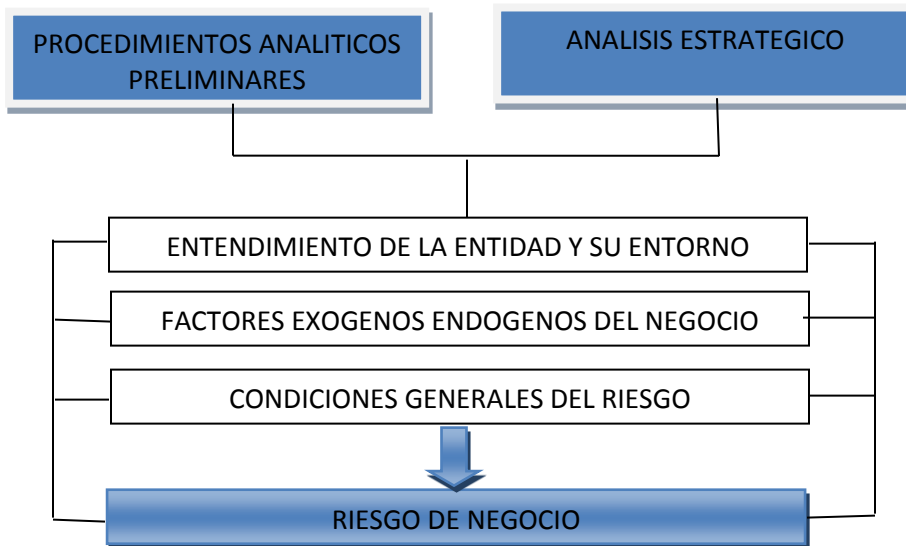 PROCEDIMIENTOS ANALITICOS
PRELIMINARES
ANALISIS ESTRATEGICO
ENTENDIMIENTO DE LA ENTIDAD Y SU ENTORNO
FACTORES EXOGENOS ENDOGENOS DEL NEGOCIO
CONDICIONES GENERALES DEL RIESGO
RIESGO DE NEGOCIO